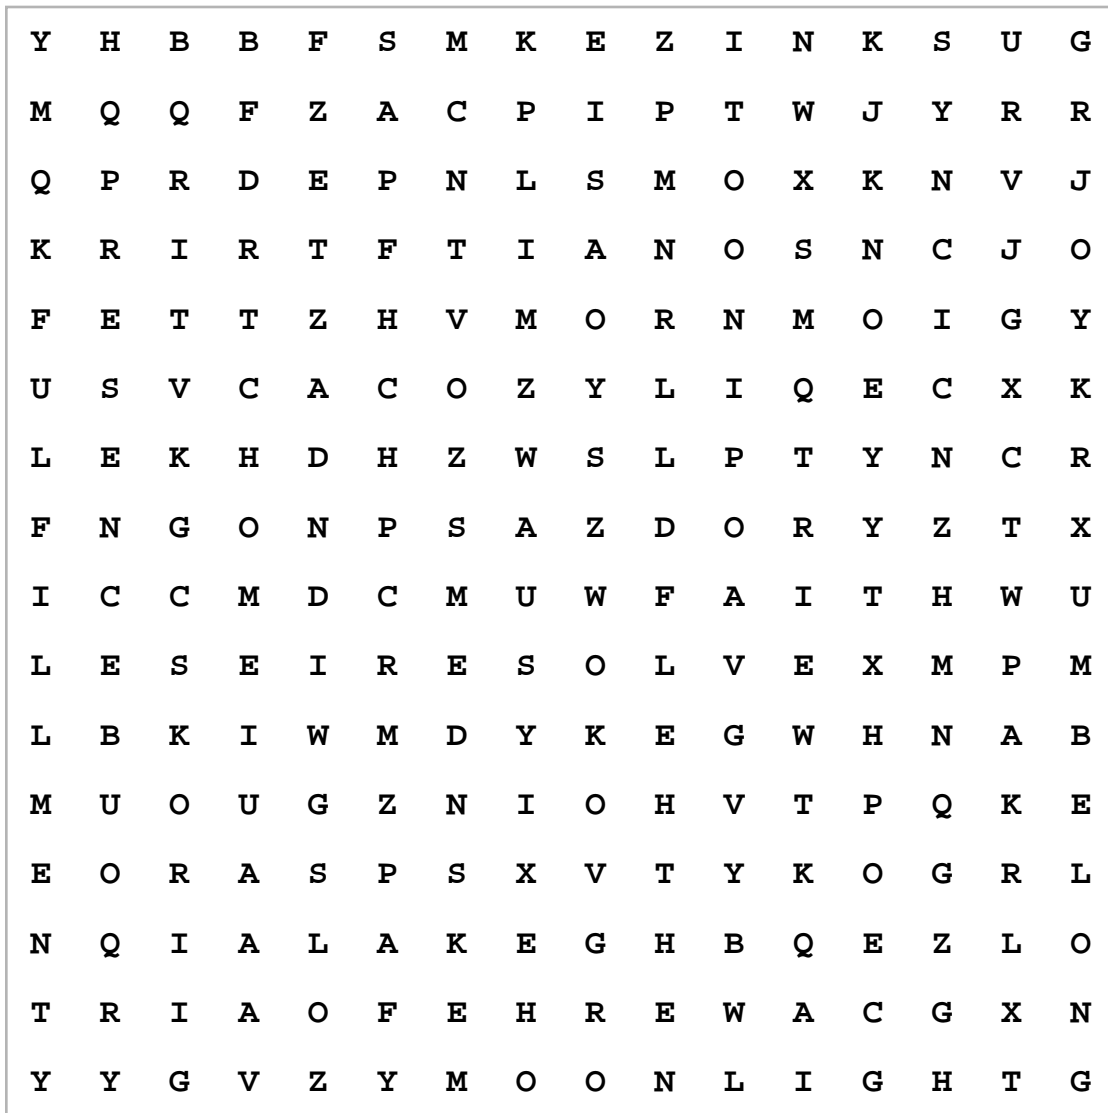 Y H B B F S M K E Z I N K S U G
M Q Q F Z A C P I P T W J Y R R
Q P R D E P N L S M O X K N V J
K R I R T F T I A N O S N C J O
F E T T Z H V M O R N M O I G Y
U S V C A C O Z Y L I Q E C X K
L E K H D H Z W S L P T Y N C R
F N G O N P S A Z D O R Y Z T X
I C C M D C M U W F A I T H W U
L E S E I R E S O L V E X M P M
L B K I W M D Y K E G W H N A B
M U O U G Z N I O H V T P Q K E
E O R A S P S X V T Y K O G R L
N Q I A L A K E G H B Q E Z L O
T R I A O F E H R E W A C G X N
Y Y G V Z Y M O O N L I G H T G